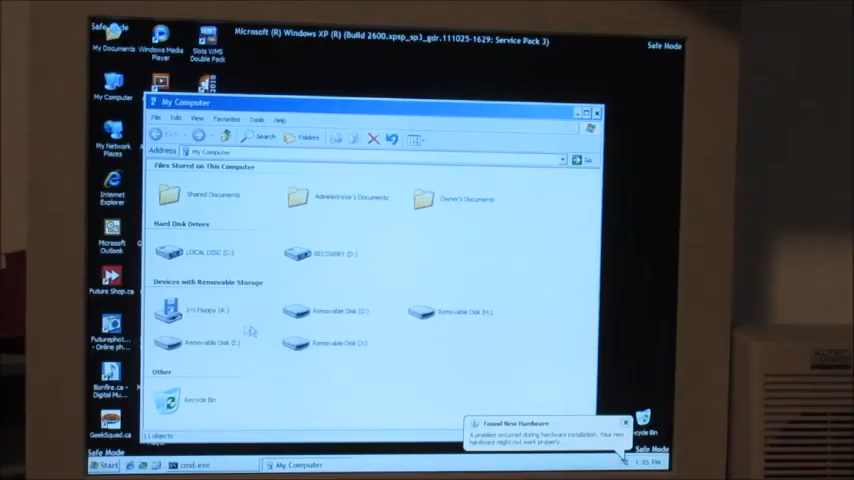 Safe Mode
Microsoft (R) Windows XP (R) (Build 2600.xpsp_sp3_gdr.111025-1629: Service Pack 3)
Safe Mode
My Documents
Windows Media Player
Slots WMS Double Pack
2010
My Computer
My Network Places
Internet Explorer
Microsoft Outlook
Future Shop.ca
Futurephot... - Online ph...
Bonfire.ca - Digital Mu...
GeekSquad.ca
My Computer
File Edit View Favorites Tools Help
Search Folders
Address My Computer Go
Files Stored on This Computer
Shared Documents Administrator's Documents Owner's Documents
Hard Disk Drives
LOCAL DISC (C:) RECOVERY (D:)
Devices with Removable Storage
3½ Floppy (A:) Removable Disk (G:) Removable Disk (H:)
Removable Disk (I:) Removable Disk (J:)
Other
Recycle Bin
11 objects
Found New Hardware
A problem occurred during hardware installation. Your new
hardware might not work properly.
ecycle Bin
Safe Mode
Safe Mode
Start cmd.exe My Computer 1:05 PM
ALTEC